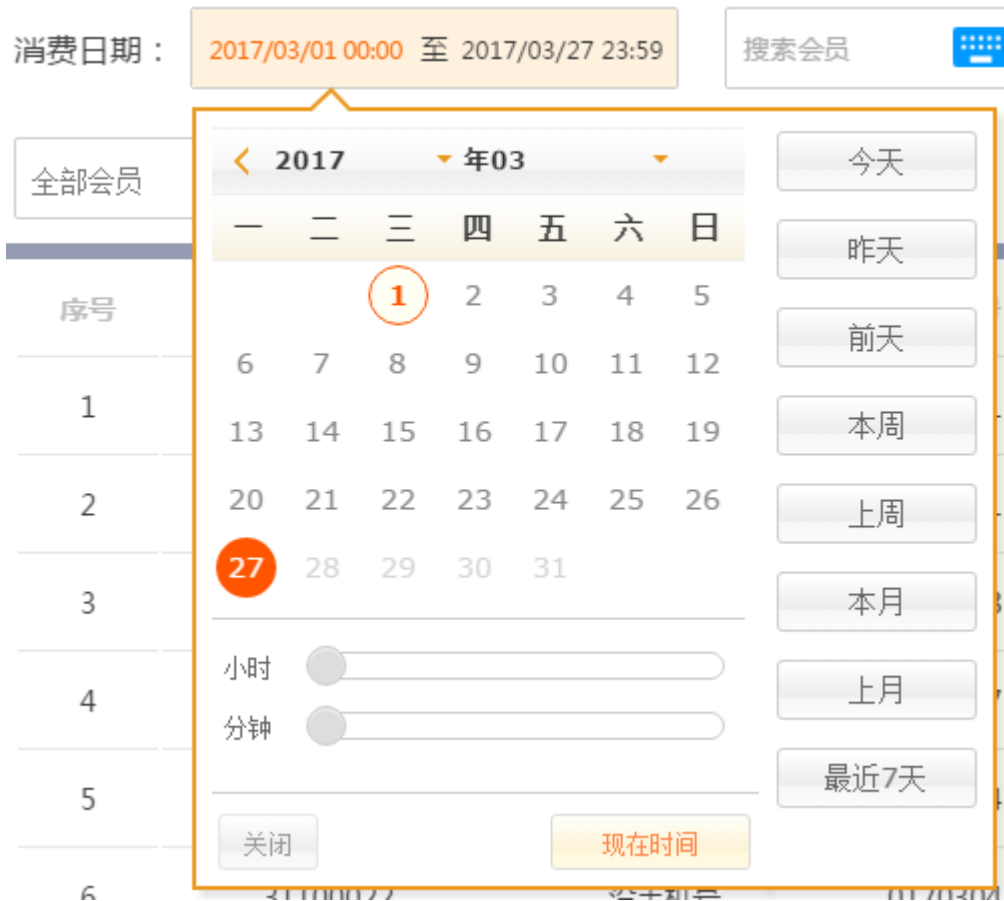 消费日期： 2017/03/01 00:00 至 2017/03/27 23:59 搜索会员
全部会员
2017 年03
一 二 三 四 五 六 日
1 2 3 4 5
6 7 8 9 10 11 12
13 14 15 16 17 18 19
20 21 22 23 24 25 26
27 28 29 30 31
小时
分钟
关闭 现在时间
今天
昨天
前天
本周
上周
本月
上月
最近7天
序号
1
2
3
4
5
6 31100022 0170304